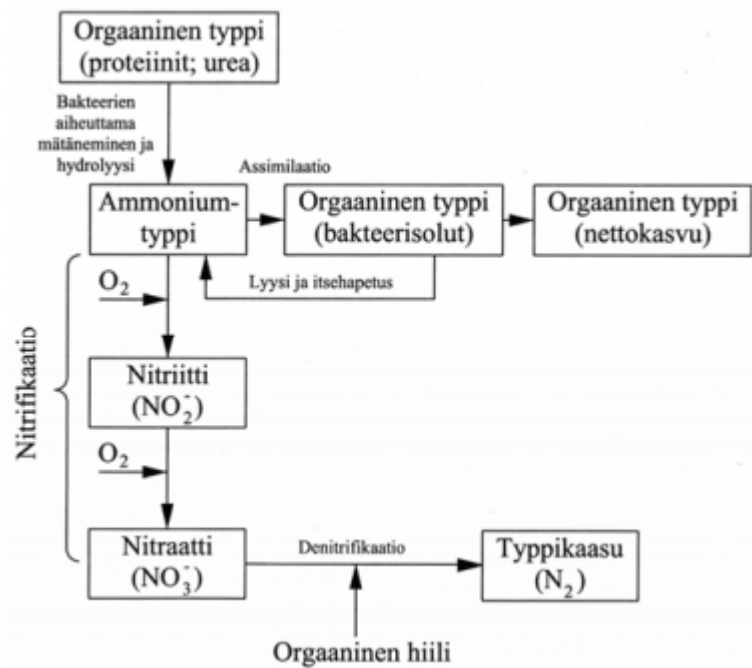 Orgaaninen typpi
(proteiinit; urea)
Bakteerien
aiheuttama
mätäneminen ja
hydrolyysi
Assimilaatio
Ammonium-
typpi
Orgaaninen typpi
(bakteerisolut)
Orgaaninen typpi
(nettokasvu)
Lyysi ja itsehapetus
O₂
Nitrifikaatio
Nitriitti
(NO₂⁻)
O₂
Nitraatti
(NO₃⁻)
Denitrifikaatio
Typpikaasu
(N₂)
Orgaaninen hiili